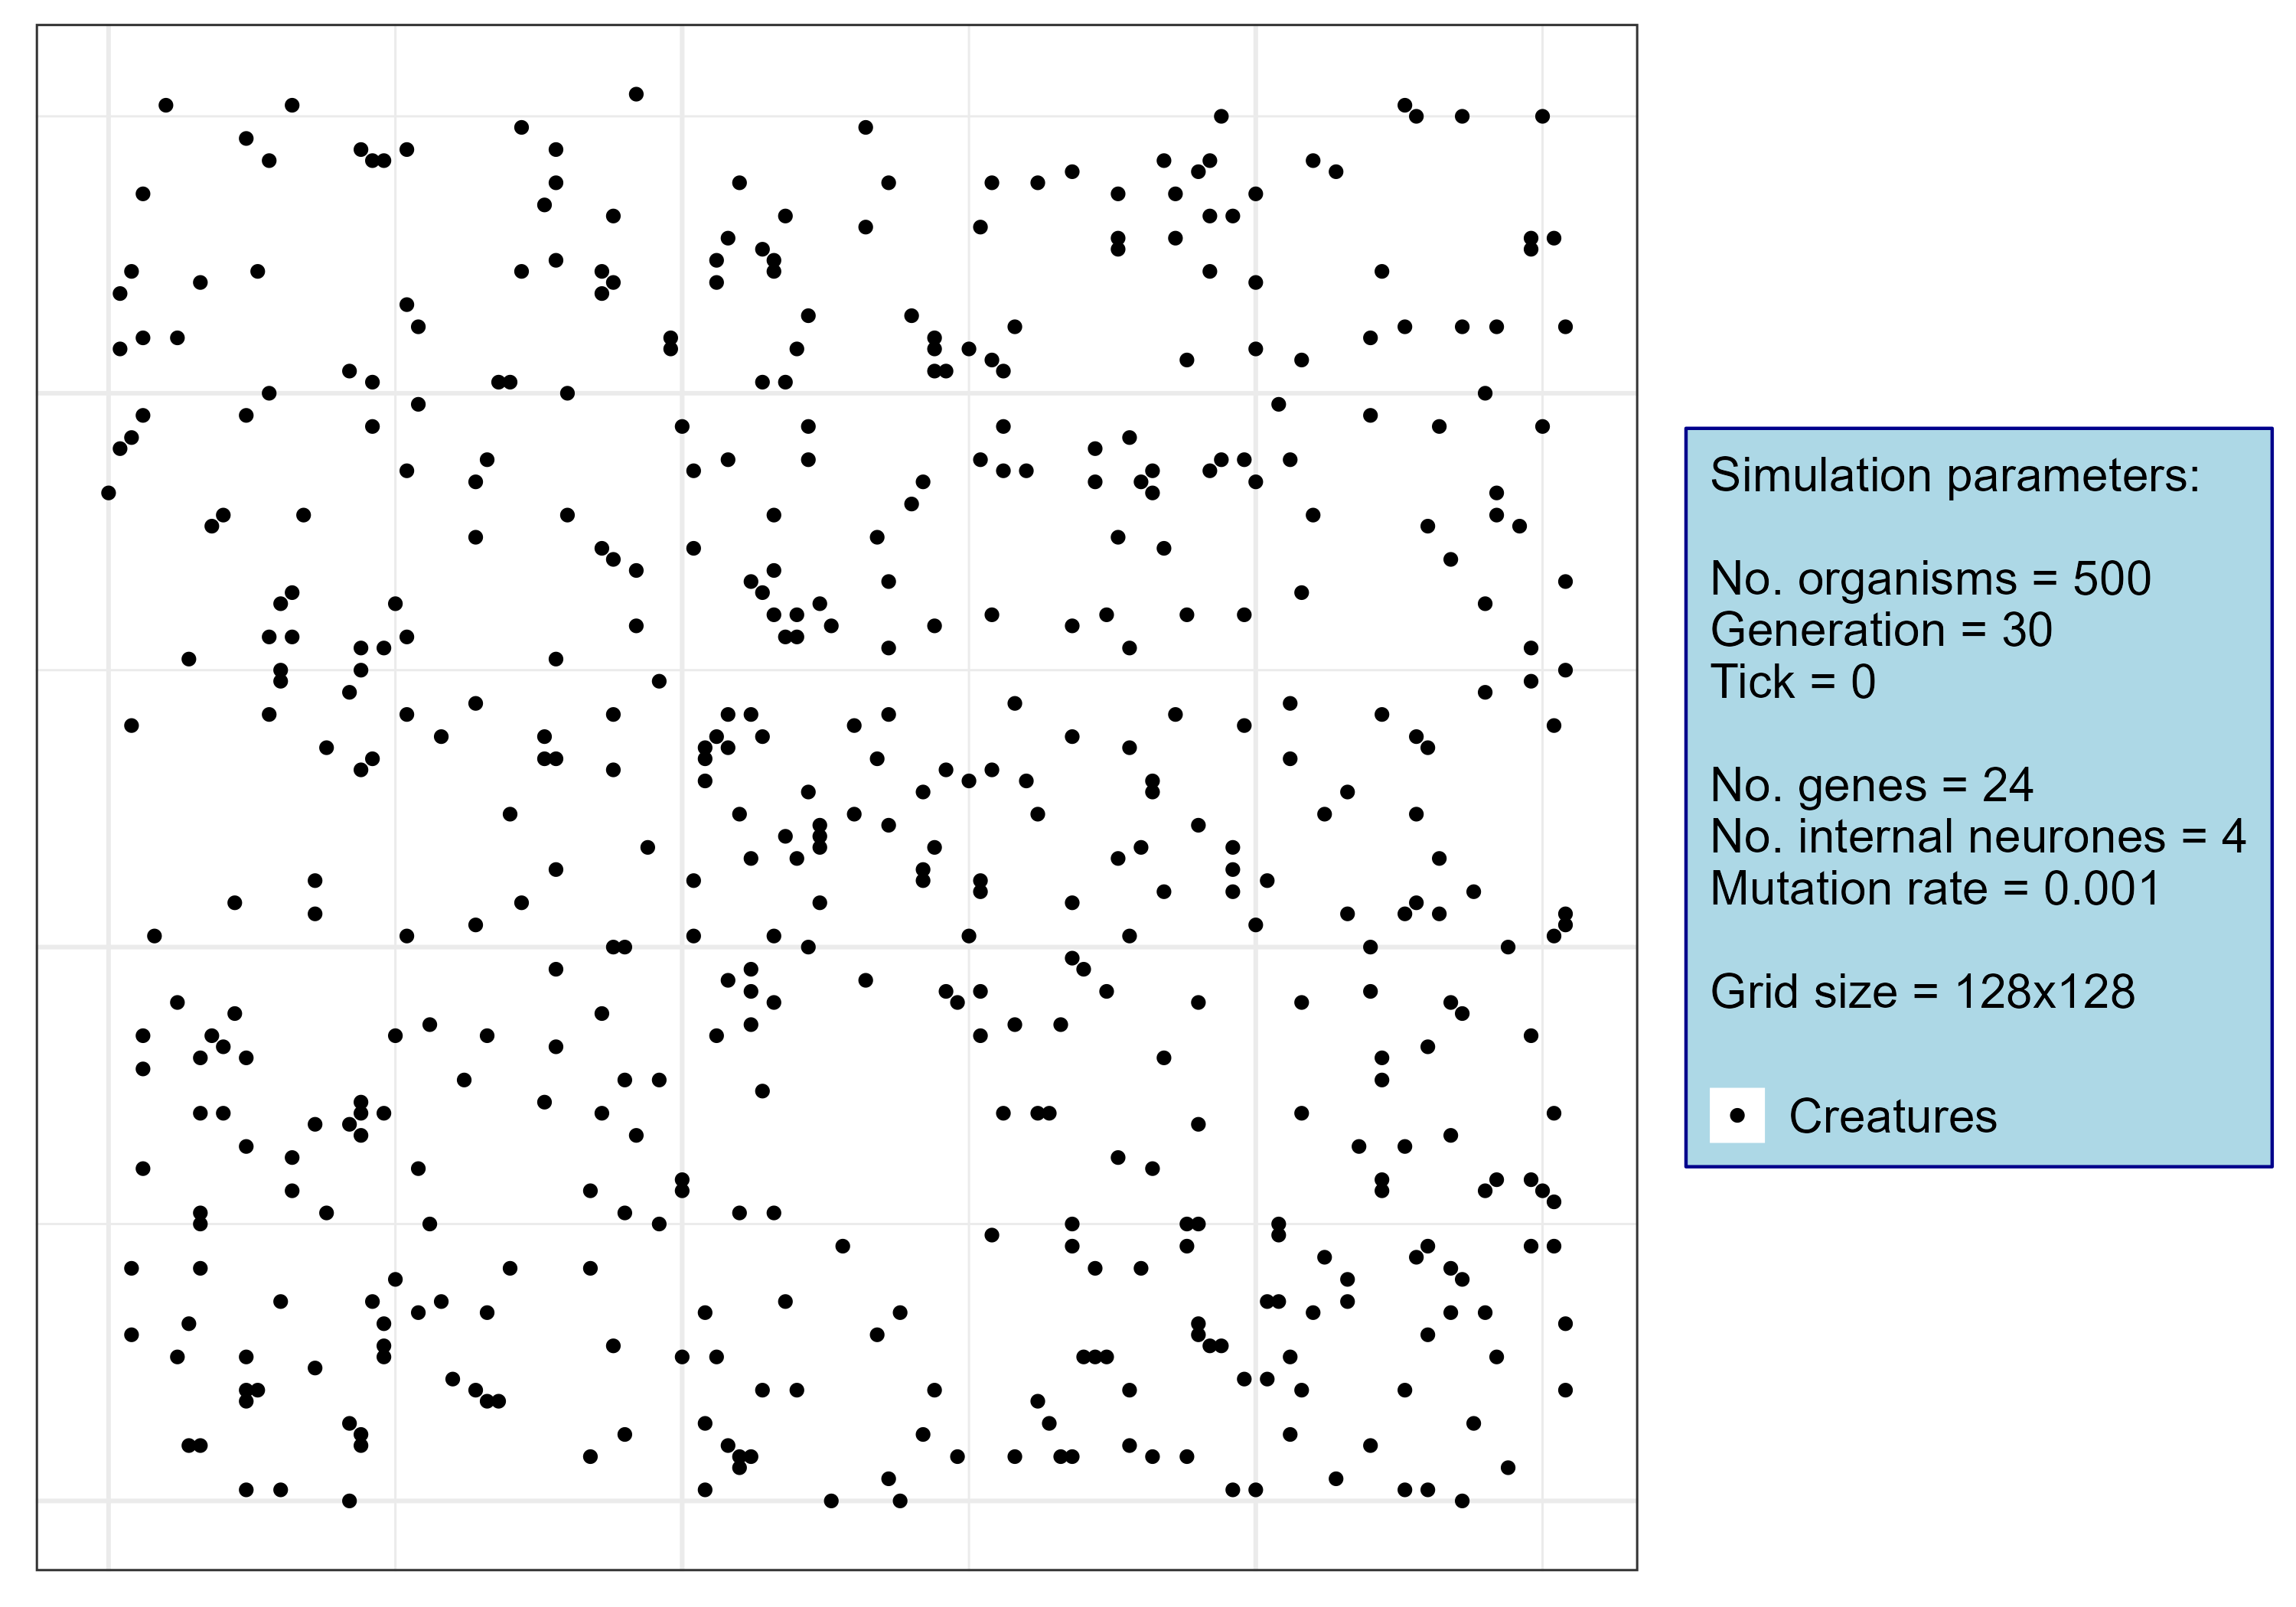 Simulation parameters:
No. organisms = 500
Generation = 30
Tick = 0
No. genes = 24
No. internal neurones = 4
Mutation rate = 0.001
Grid size = 128x128
Creatures